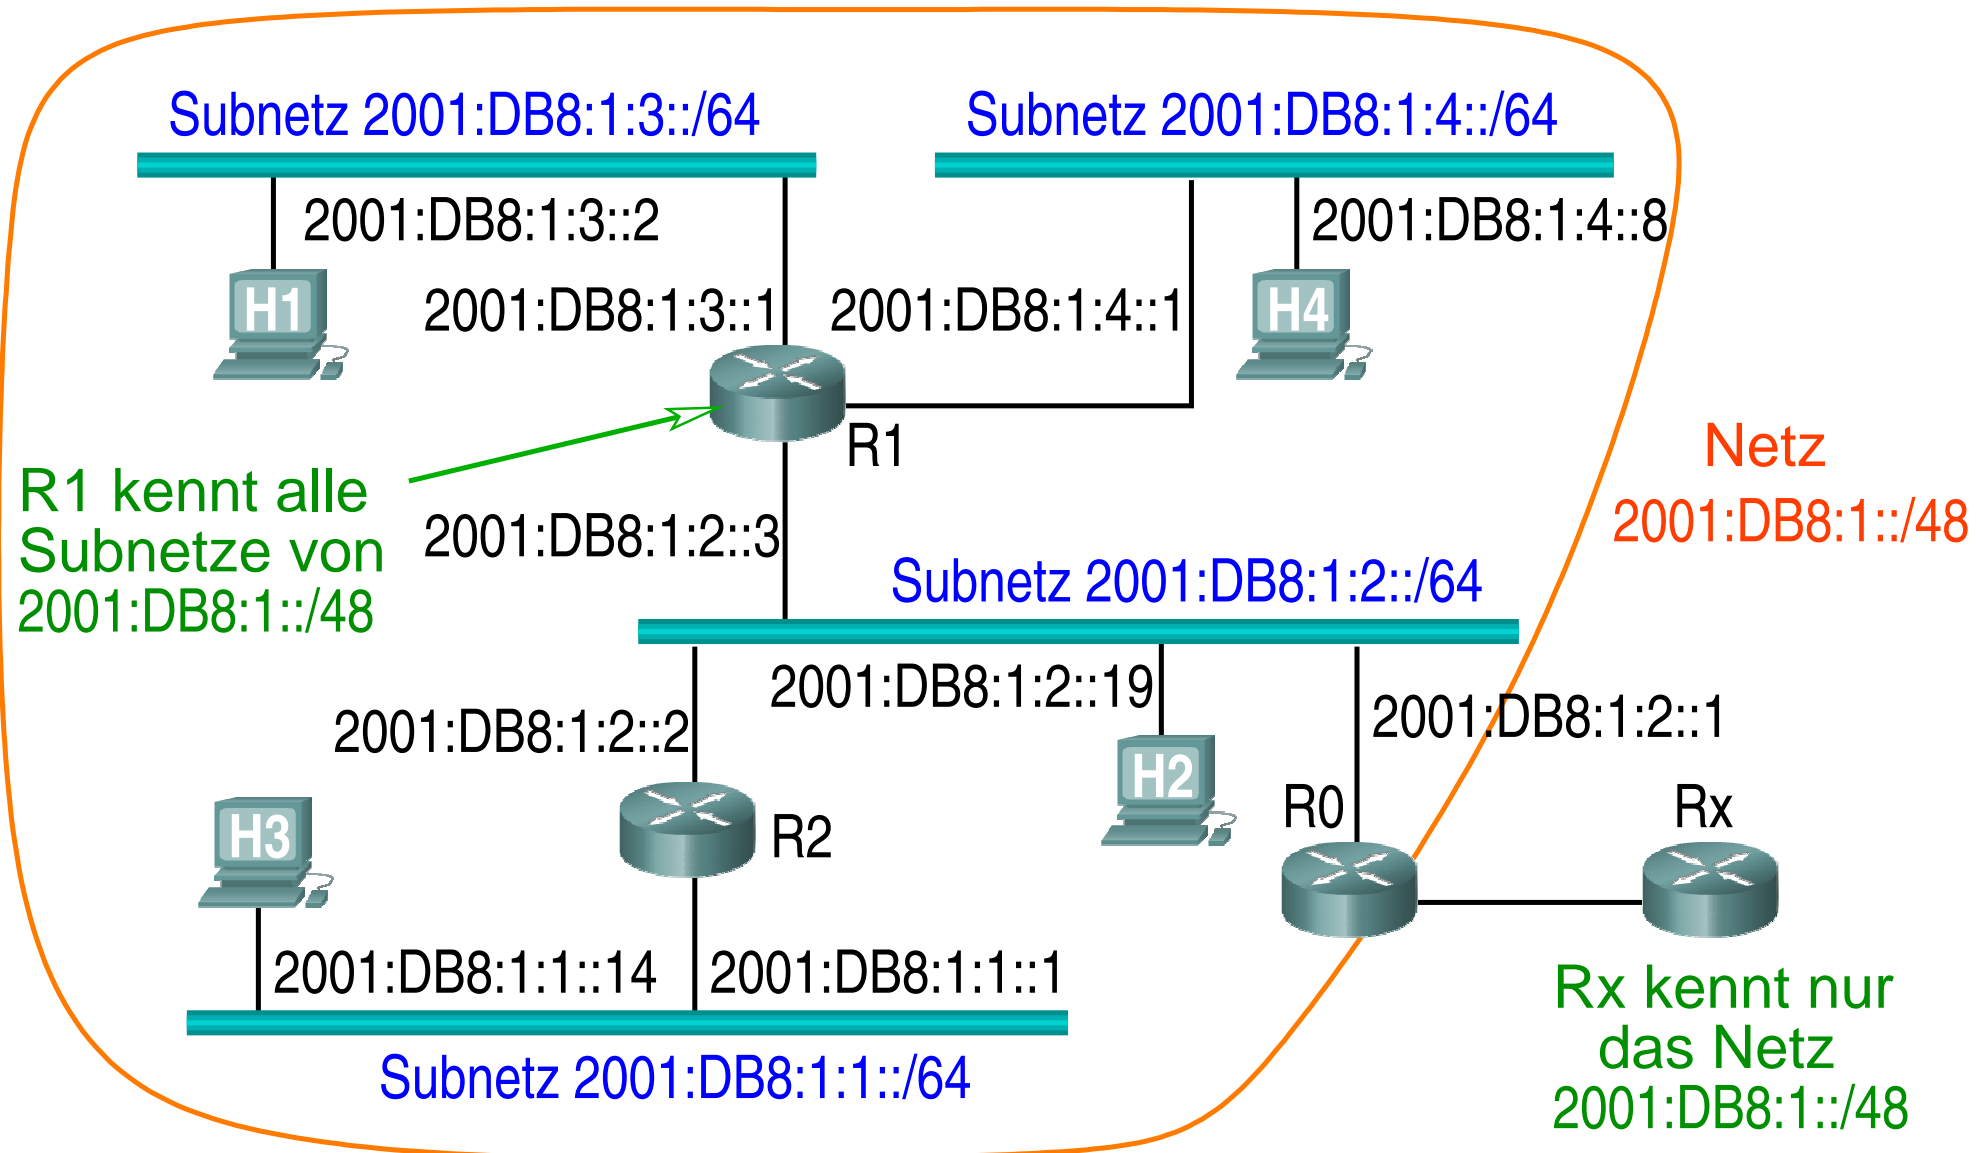 Subnetz 2001:DB8:1:3::/64
Subnetz 2001:DB8:1:4::/64
2001:DB8:1:3::2
2001:DB8:1:4::8
H1
2001:DB8:1:3::1
2001:DB8:1:4::1
H4
R1
Netz
2001:DB8:1::/48
R1 kennt alle
Subnetze von
2001:DB8:1::/48
2001:DB8:1:2::3
Subnetz 2001:DB8:1:2::/64
2001:DB8:1:2::19
2001:DB8:1:2::1
2001:DB8:1:2::2
H2
R0
Rx
H3
R2
2001:DB8:1:1::14
2001:DB8:1:1::1
Rx kennt nur
das Netz
2001:DB8:1::/48
Subnetz 2001:DB8:1:1::/64